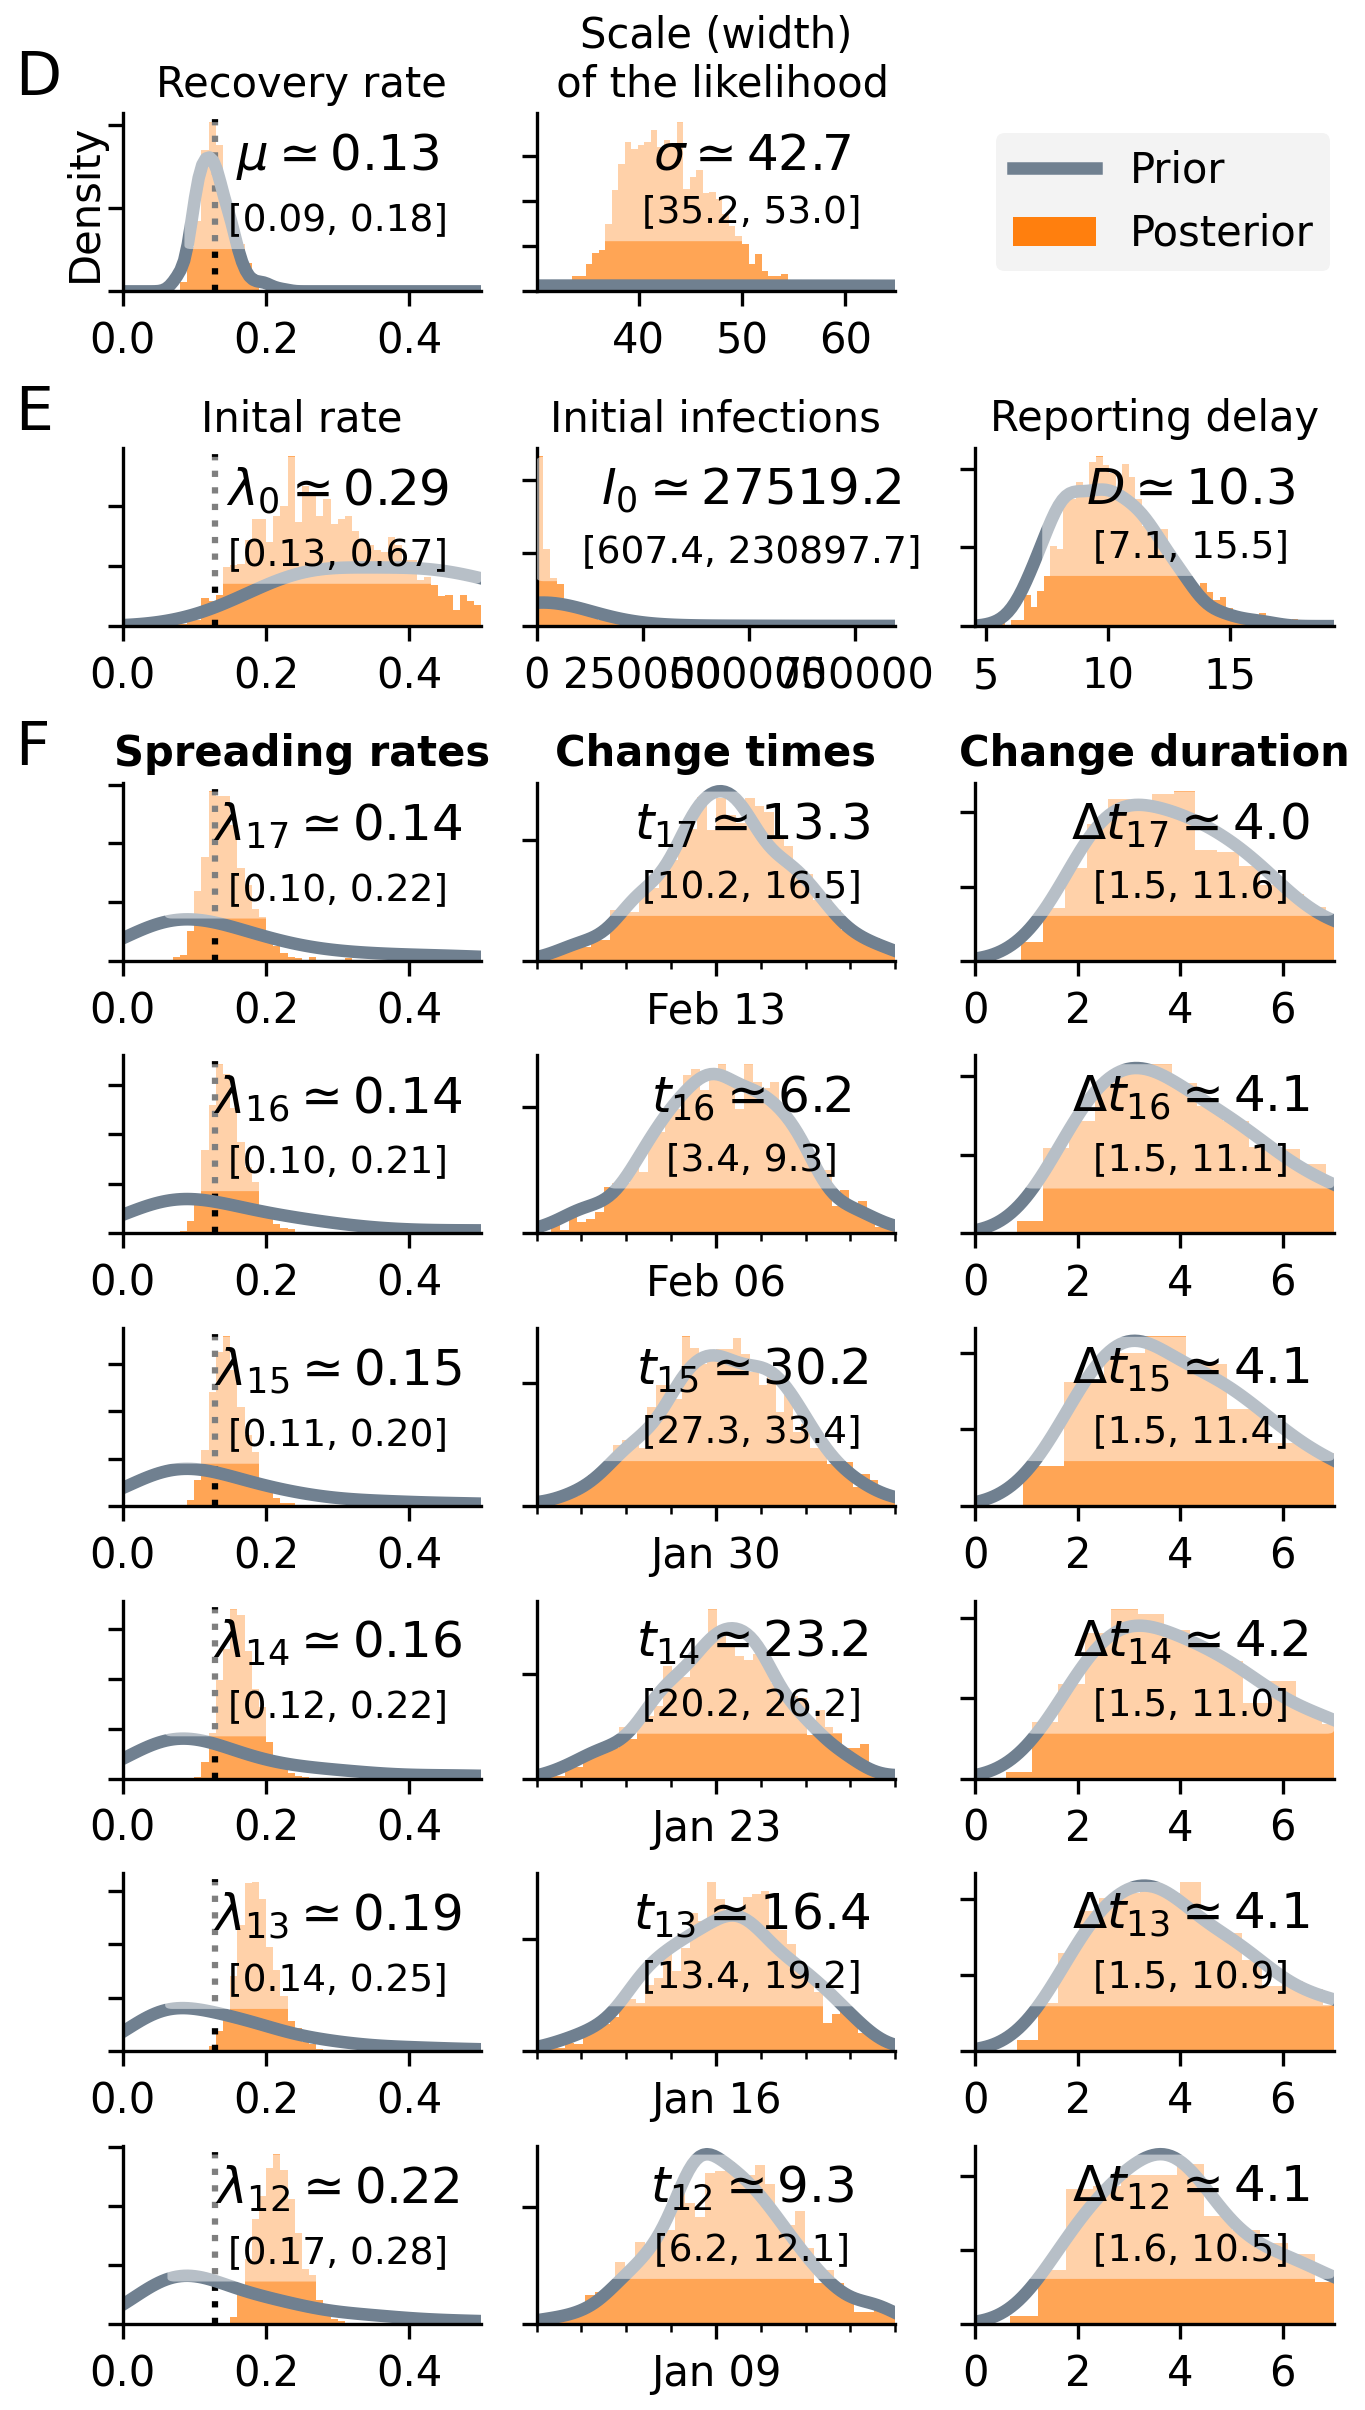 D
Recovery rate
Density
μ ≃ 0.13
[0.09, 0.18]
0.0 0.2 0.4
Scale (width)
of the likelihood
σ ≃ 42.7
[35.2, 53.0]
40 50 60
Prior
Posterior
E
Inital rate
λ0 ≃ 0.29
[0.13, 0.67]
0.0 0.2 0.4
Initial infections
I0 ≃ 27519.2
[607.4, 230897.7]
0 250000 500000 750000
Reporting delay
D ≃ 10.3
[7.1, 15.5]
5 10 15
F
Spreading rates Change times Change duration
λ17 ≃ 0.14
[0.10, 0.22]
0.0 0.2 0.4
t17 ≃ 13.3
[10.2, 16.5]
Feb 13
Δt17 ≃ 4.0
[1.5, 11.6]
0 2 4 6
λ16 ≃ 0.14
[0.10, 0.21]
0.0 0.2 0.4
t16 ≃ 6.2
[3.4, 9.3]
Feb 06
Δt16 ≃ 4.1
[1.5, 11.1]
0 2 4 6
λ15 ≃ 0.15
[0.11, 0.20]
0.0 0.2 0.4
t15 ≃ 30.2
[27.3, 33.4]
Jan 30
Δt15 ≃ 4.1
[1.5, 11.4]
0 2 4 6
λ14 ≃ 0.16
[0.12, 0.22]
0.0 0.2 0.4
t14 ≃ 23.2
[20.2, 26.2]
Jan 23
Δt14 ≃ 4.2
[1.5, 11.0]
0 2 4 6
λ13 ≃ 0.19
[0.14, 0.25]
0.0 0.2 0.4
t13 ≃ 16.4
[13.4, 19.2]
Jan 16
Δt13 ≃ 4.1
[1.5, 10.9]
0 2 4 6
λ12 ≃ 0.22
[0.17, 0.28]
0.0 0.2 0.4
t12 ≃ 9.3
[6.2, 12.1]
Jan 09
Δt12 ≃ 4.1
[1.6, 10.5]
0 2 4 6